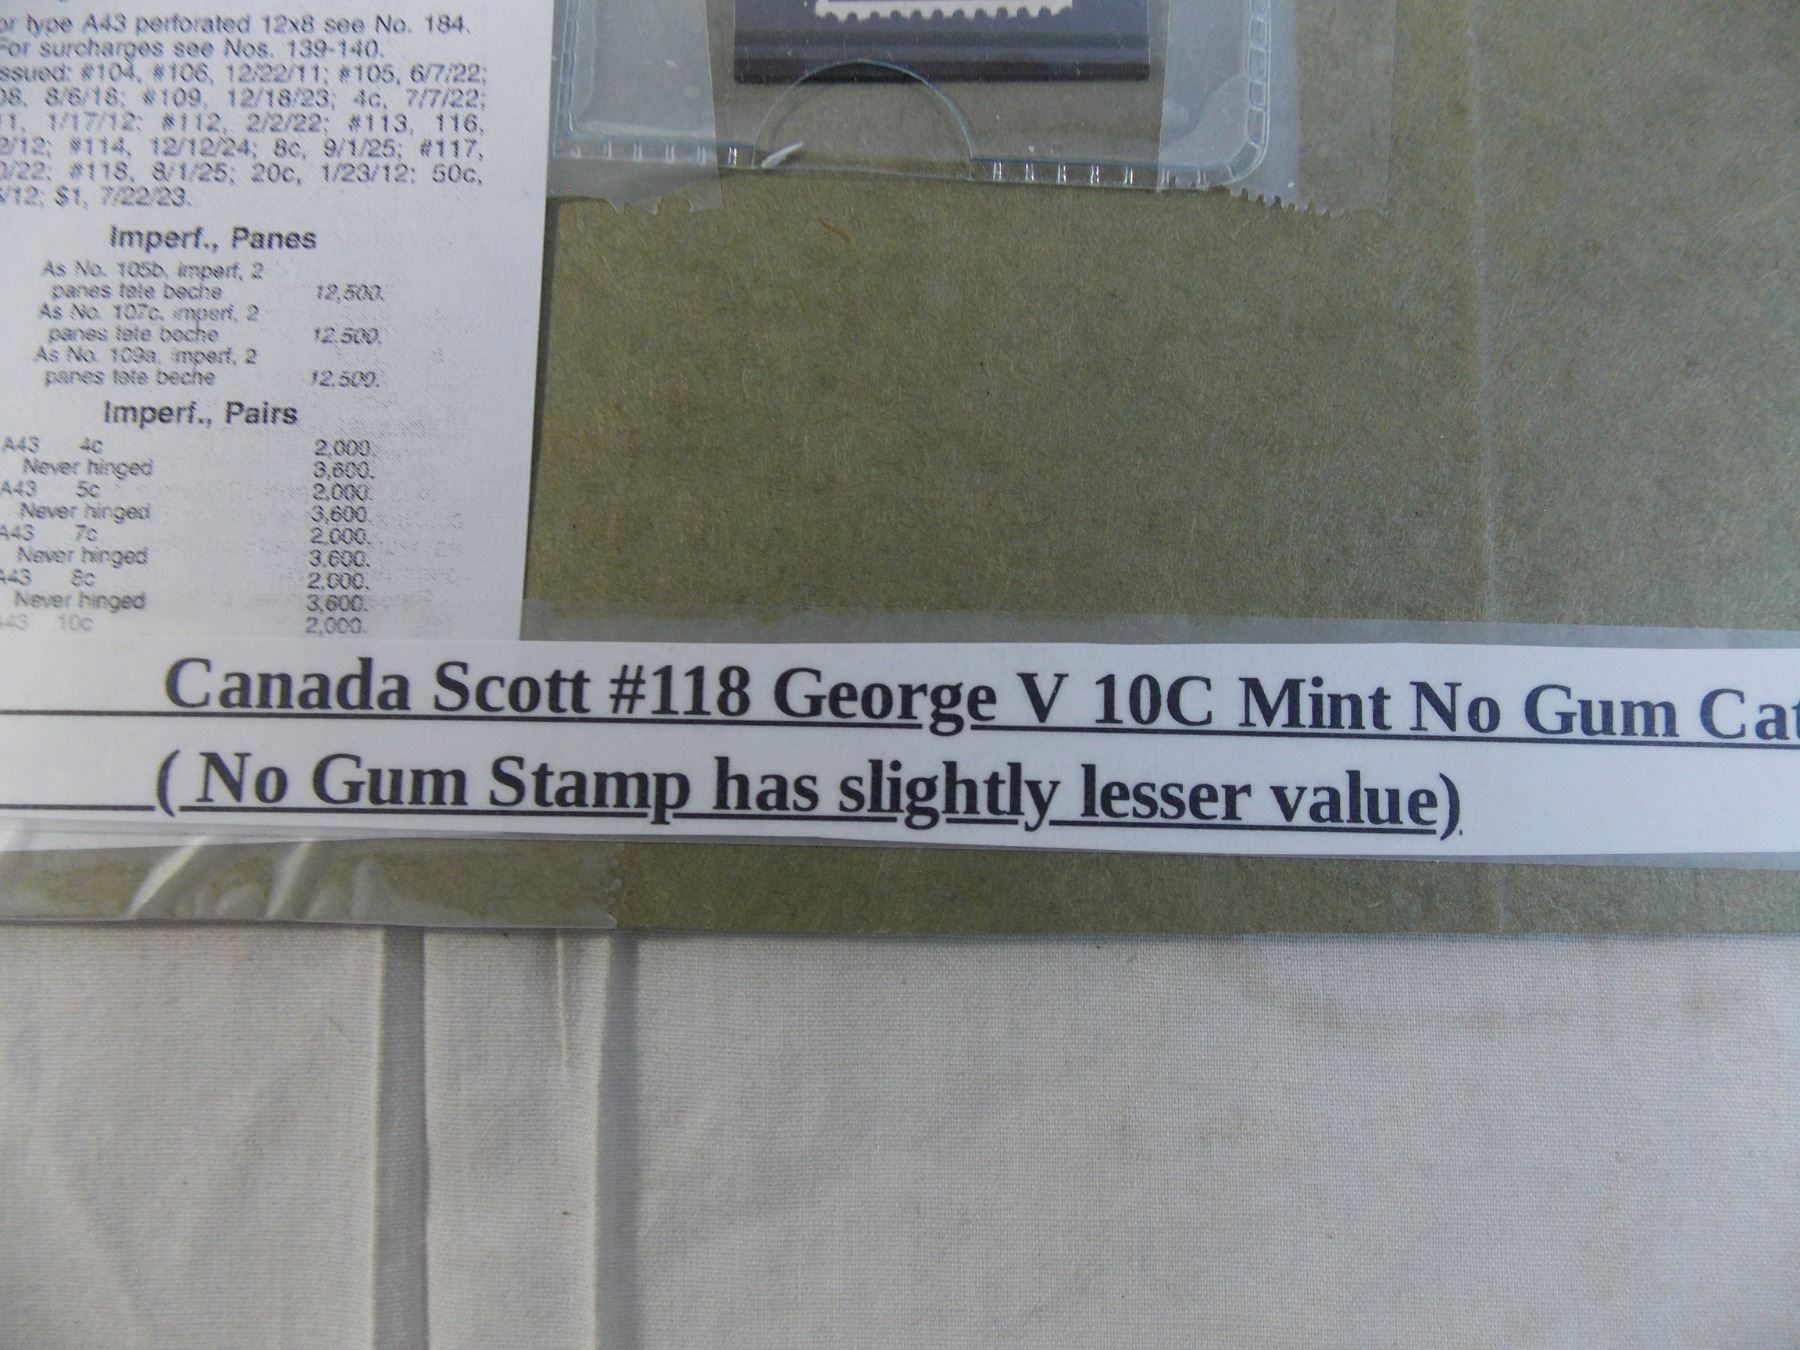 or type A43 perforated 12x8 see No. 184.
For surcharges see Nos. 139-140.
ssued: #104, #106, 12/22/11; #105, 6/7/22;
08, 8/6/18; #109, 12/18/23; 4c, 7/7/22;
11, 1/17/12; #112, 2/2/22; #113, 116,
2/12; #114, 12/12/24; 8c, 9/1/25; #117,
0/22; #118, 8/1/25; 20c, 1/23/12; 50c,
/12; $1, 7/22/23.
Imperf., Panes
As No. 105b, imperf, 2
panes tete beche 12,500.
As No. 107c, imperf, 2
panes tete beche 12,500.
As No. 109a, imperf, 2
panes tete beche 12,500.
Imperf., Pairs
A43 4c 2,000.
Never hinged 3,600.
A43 5c 2,000.
Never hinged 3,600.
A43 7c 2,000.
Never hinged 3,600.
A43 8c 2,000.
Never hinged 3,600.
A43 10c 2,000.
Canada Scott #118 George V 10C Mint No Gum Cat
( No Gum Stamp has slightly lesser value).